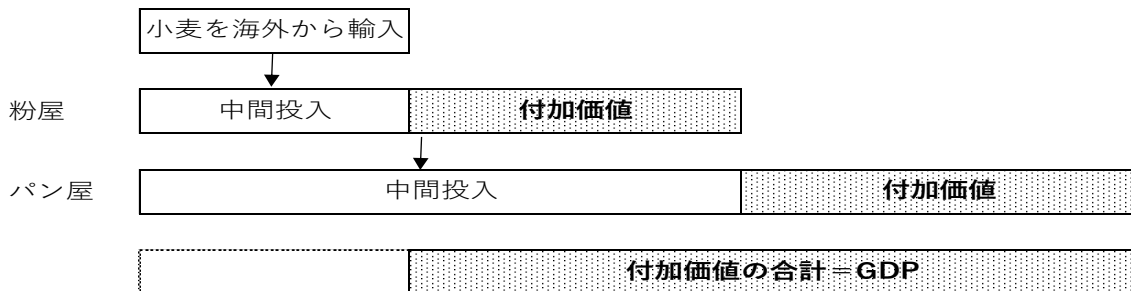 小麦を海外から輸入
粉屋
中間投入
付加価値
パン屋
中間投入
付加価値
付加価値の合計＝GDP